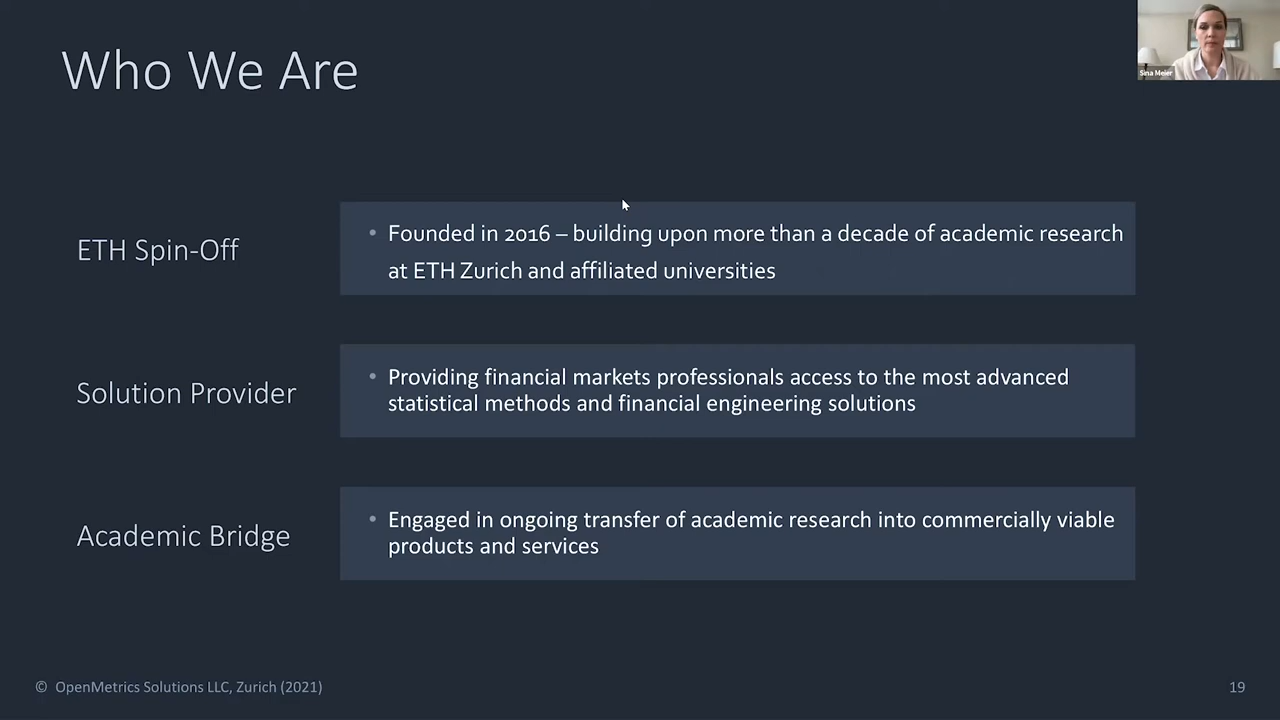 Who We Are
Sina Meier
ETH Spin-Off
• Founded in 2016 – building upon more than a decade of academic research
at ETH Zurich and affiliated universities
Solution Provider
• Providing financial markets professionals access to the most advanced
statistical methods and financial engineering solutions
Academic Bridge
• Engaged in ongoing transfer of academic research into commercially viable
products and services
© OpenMetrics Solutions LLC, Zurich (2021)
19